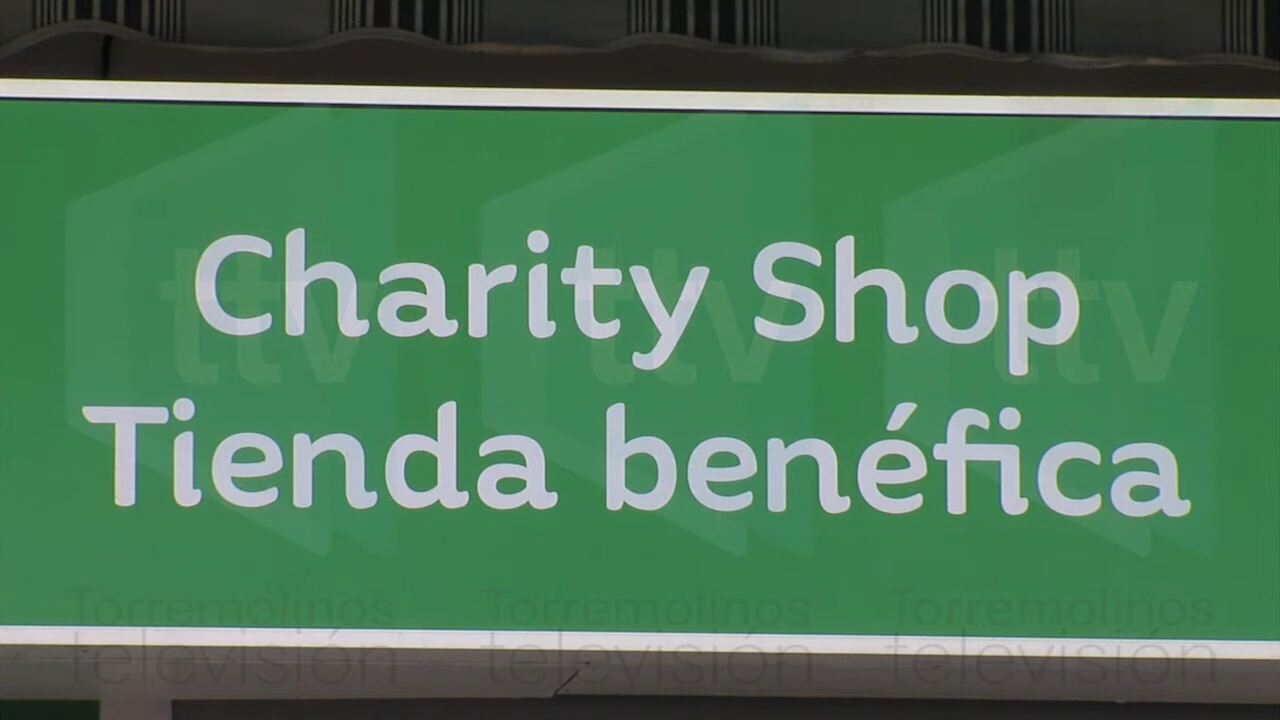 Charity Shop
Tienda benéfica
ttv ttv ttv
Torremolinos Torremolinos Torremolinos
televisión televisión televisión